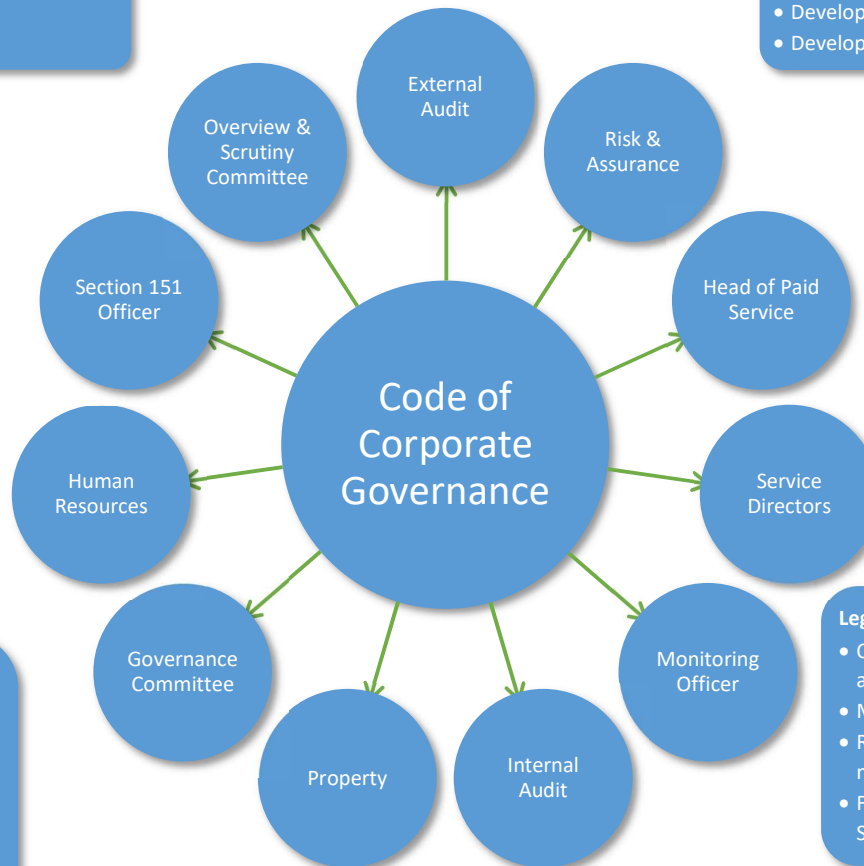 • Develop
• Develop
External
Audit
Overview &
Scrutiny
Committee
Risk &
Assurance
Section 151
Officer
Head of Paid
Service
Code of
Corporate
Governance
Human
Resources
Service
Directors
Governance
Committee
Monitoring
Officer
Property
Internal
Audit